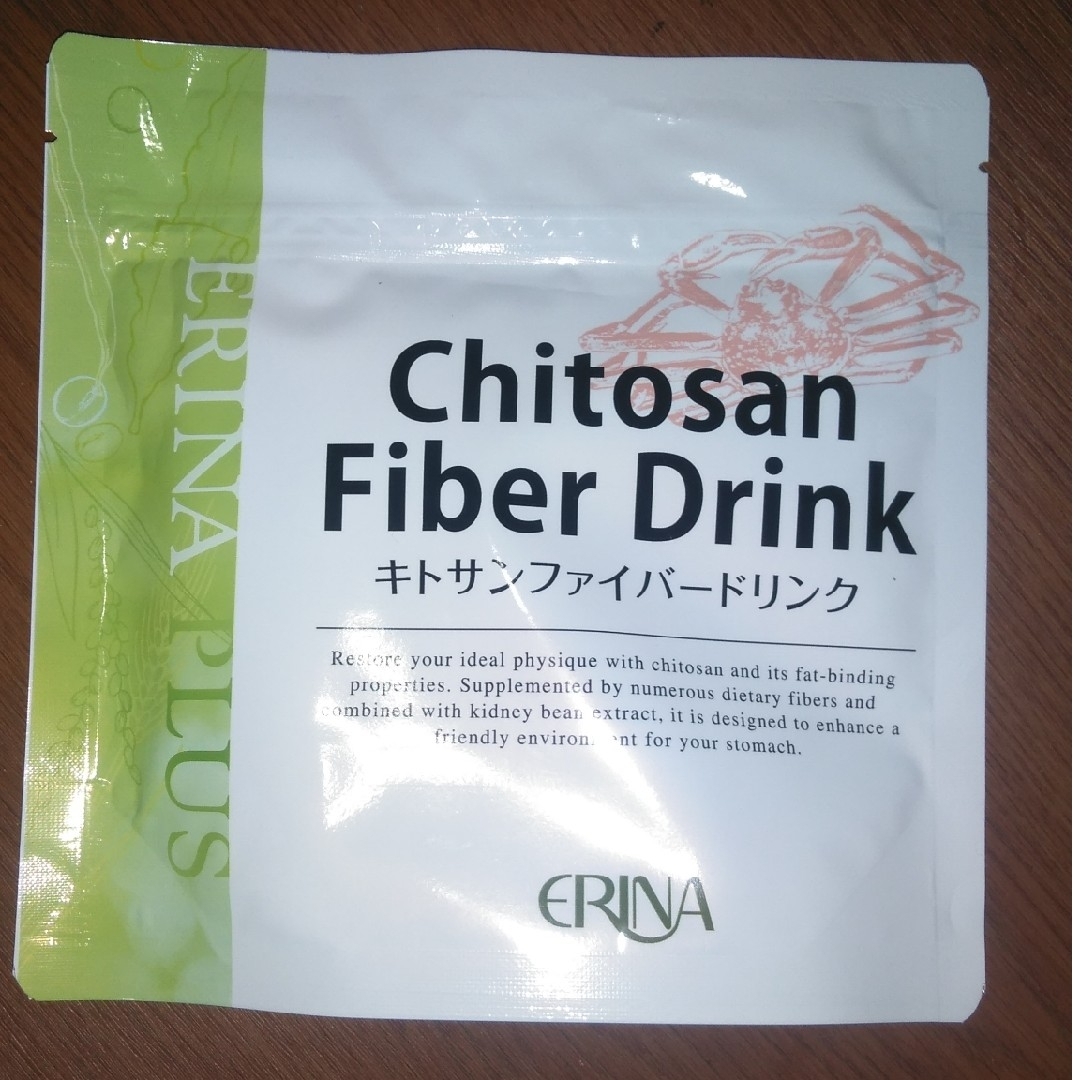 ERINA PLUS
Chitosan
Fiber Drink
キトサンファイバードリンク
Restore your ideal physique with chitosan and its fat-binding
properties. Supplemented by numerous dietary fibers and
combined with kidney bean extract, it is designed to enhance a
friendly environment for your stomach.
ERINA